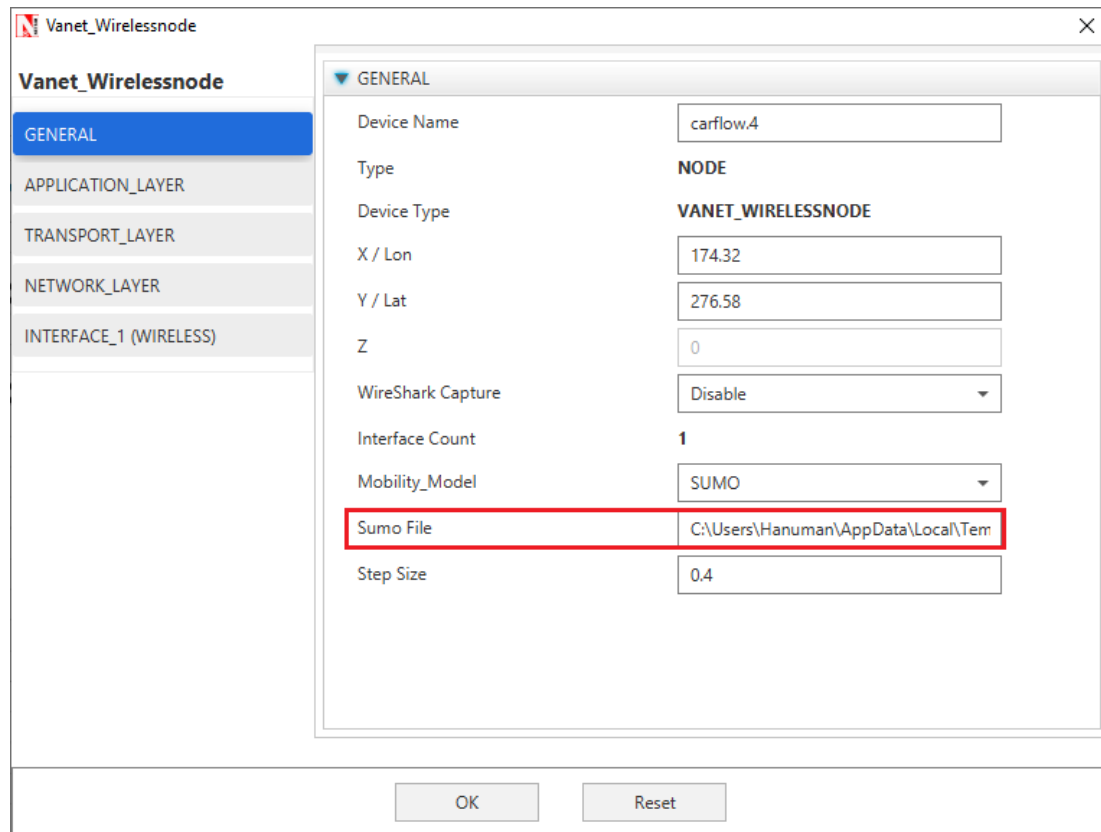 Vanet_Wirelessnode
Vanet_Wirelessnode
GENERAL
APPLICATION_LAYER
TRANSPORT_LAYER
NETWORK_LAYER
INTERFACE_1 (WIRELESS)
GENERAL
Device Name carflow.4
Type NODE
Device Type VANET_WIRELESSNODE
X / Lon 174.32
Y / Lat 276.58
Z 0
WireShark Capture Disable
Interface Count 1
Mobility_Model SUMO
Sumo File C:\Users\Hanuman\AppData\Local\Tem
Step Size 0.4
OK Reset